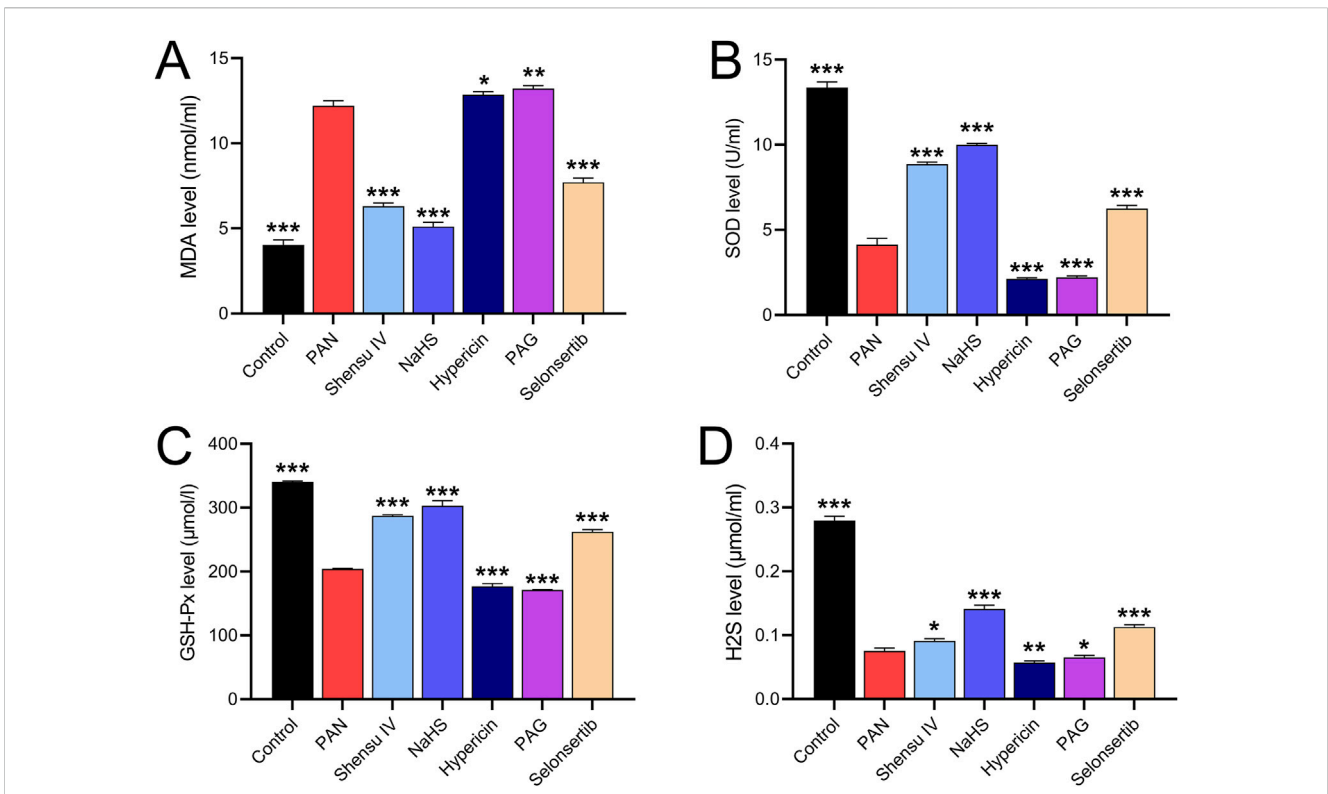 A
MDA level (nmol/ml)
15
10
5
0
***
***
***
*
**
***
Control
PAN
Shensu IV
NaHS
Hypericin
PAG
Selonsertib
B
SOD level (U/ml)
15
10
5
0
***
***
***
***
***
***
Control
PAN
Shensu IV
NaHS
Hypericin
PAG
Selonsertib
C
GSH-Px level (μmol/l)
400
300
200
100
0
***
***
***
***
***
***
Control
PAN
Shensu IV
NaHS
Hypericin
PAG
Selonsertib
D
H2S level (μmol/ml)
0.4
0.3
0.2
0.1
0.0
***
*
***
**
*
***
Control
PAN
Shensu IV
NaHS
Hypericin
PAG
Selonsertib